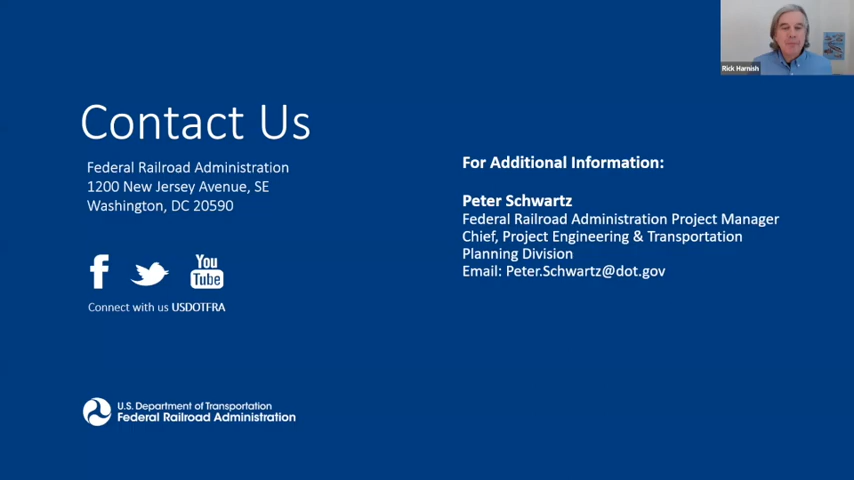 Rick Harnish
Contact Us
Federal Railroad Administration
1200 New Jersey Avenue, SE
Washington, DC 20590
You
Tube
Connect with us USDOTFRA
For Additional Information:
Peter Schwartz
Federal Railroad Administration Project Manager
Chief, Project Engineering & Transportation
Planning Division
Email: Peter.Schwartz@dot.gov
U.S. Department of Transportation
Federal Railroad Administration